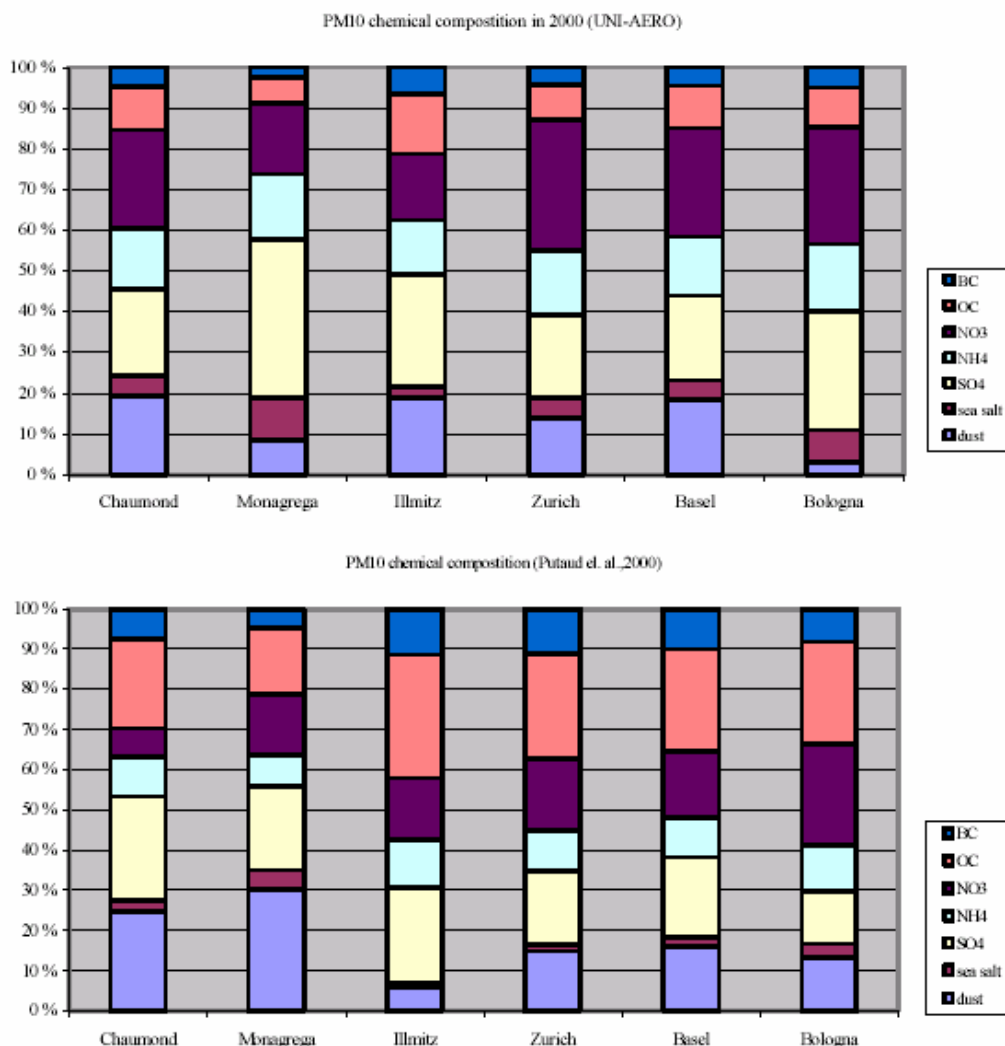 PM10 chemical compostition in 2000 (UNI-AERO)
100 %
90 %
80 %
70 %
60 %
50 %
40 %
30 %
20 %
10 %
0 %
Chaumond Monagrega Illmitz Zurich Basel Bologna
BC
OC
NO3
NH4
SO4
sea salt
dust
PM10 chemical compostition (Putaud el. al.,2000)
100 %
90 %
80 %
70 %
60 %
50 %
40 %
30 %
20 %
10 %
0 %
Chaumond Monagrega Illmitz Zurich Basel Bologna
BC
OC
NO3
NH4
SO4
sea salt
dust